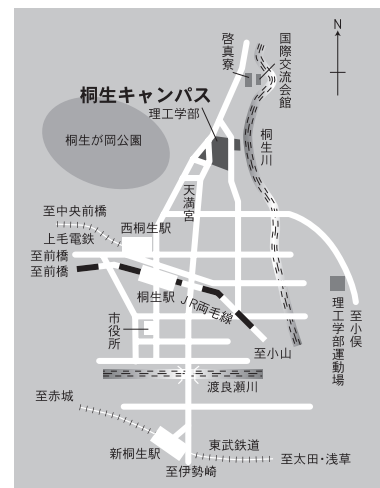 N
啓真寮
国際交流会館
桐生キャンパス
理工学部
桐生が岡公園
桐生川
天満宮
至中央前橋
西桐生駅
上毛電鉄
至前橋
至前橋
桐生駅
JR両毛線
市役所
至小山
理工学部運動場
至小俣
渡良瀬川
至赤城
新桐生駅
東武鉄道
至太田・浅草
至伊勢崎